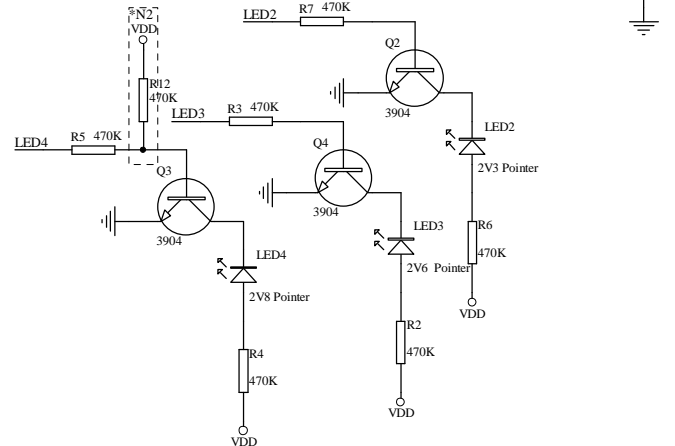 *N2
VDD
R12
470K
LED2
R7 470K
Q2
3904
LED2
2V3 Pointer
R6
470K
VDD
LED3
R3 470K
Q4
3904
LED3
2V6 Pointer
R2
470K
VDD
LED4
R5 470K
Q3
3904
LED4
2V8 Pointer
R4
470K
VDD